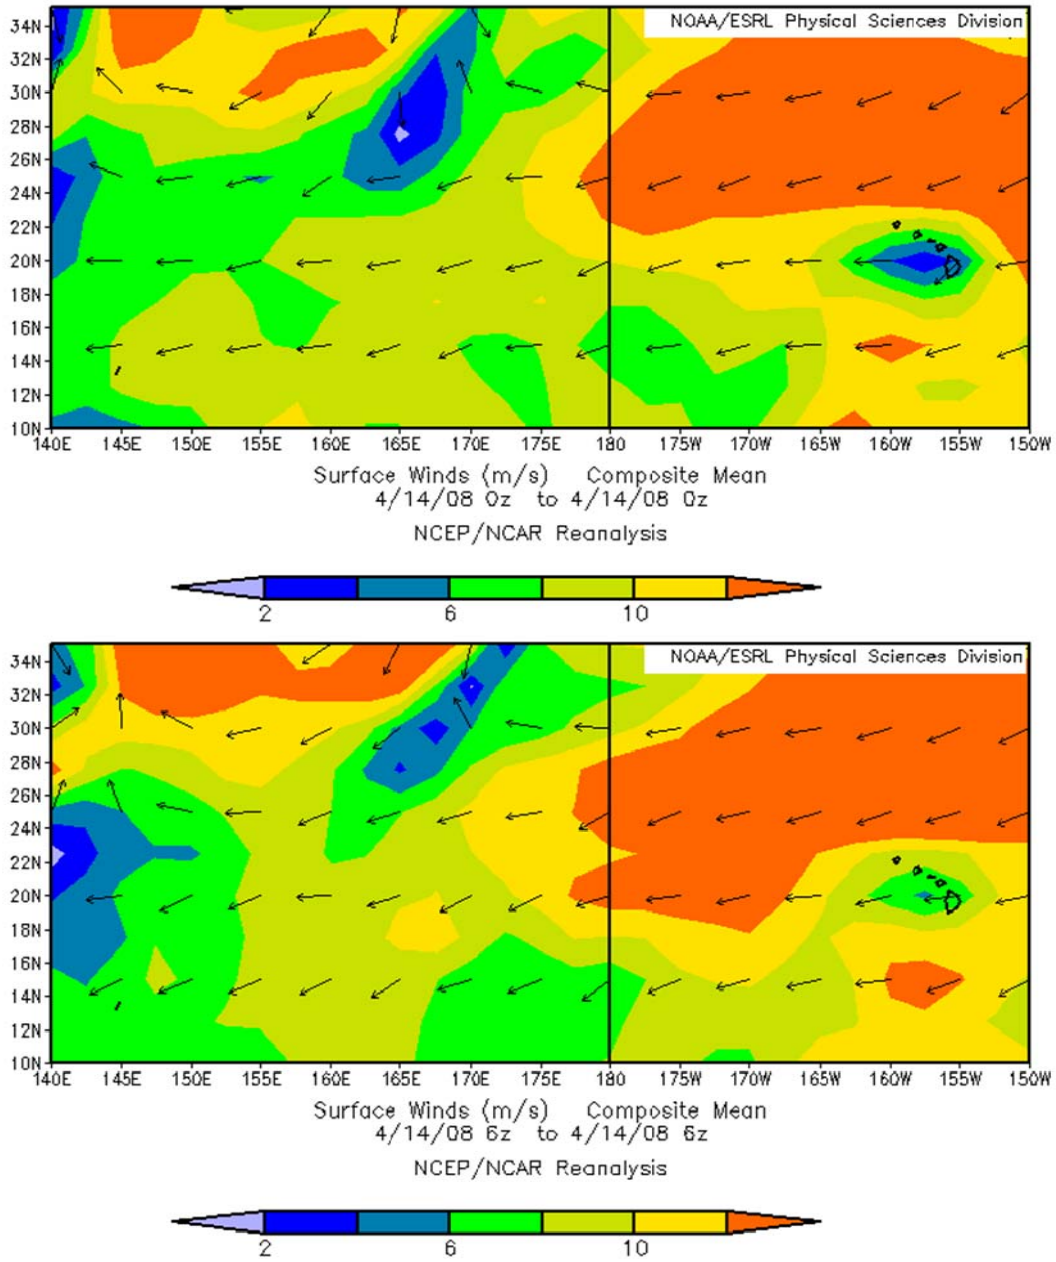 NOAA/ESRL Physical Sciences Division
34N
32N
30N
28N
26N
24N
22N
20N
18N
16N
14N
12N
10N
140E 145E 150E 155E 160E 165E 170E 175E 180 175W 170W 165W 160W 155W 150W
Surface Winds (m/s) Composite Mean
4/14/08 0z to 4/14/08 0z
NCEP/NCAR Reanalysis
2 6 10
NOAA/ESRL Physical Sciences Division
34N
32N
30N
28N
26N
24N
22N
20N
18N
16N
14N
12N
10N
140E 145E 150E 155E 160E 165E 170E 175E 180 175W 170W 165W 160W 155W 150W
Surface Winds (m/s) Composite Mean
4/14/08 6z to 4/14/08 6z
NCEP/NCAR Reanalysis
2 6 10